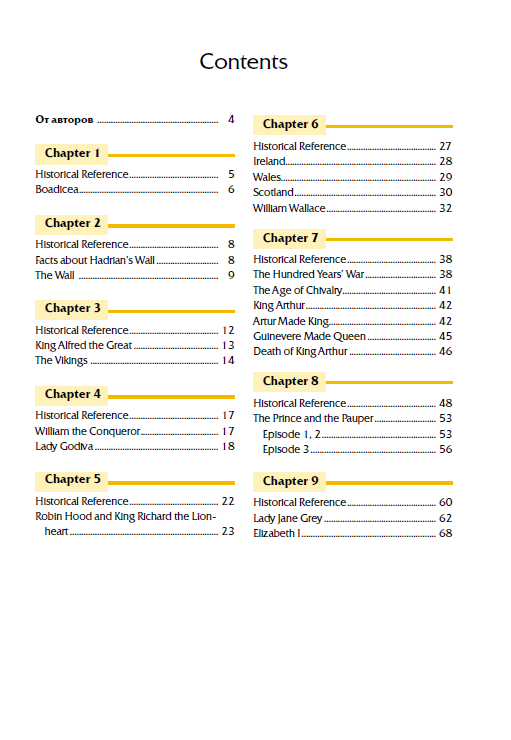 Contents
От авторов ........ 4
Chapter 1
Historical Reference ........ 5
Boadicea ........ 6
Chapter 2
Historical Reference ........ 8
Facts about Hadrian's Wall ........ 8
The Wall ........ 9
Chapter 3
Historical Reference ........ 12
King Alfred the Great ........ 13
The Vikings ........ 14
Chapter 4
Historical Reference ........ 17
William the Conqueror ........ 17
Lady Godiva ........ 18
Chapter 5
Historical Reference ........ 22
Robin Hood and King Richard the Lion-
heart ........ 23
Chapter 6
Historical Reference ........ 27
Ireland ........ 28
Wales ........ 29
Scotland ........ 30
William Wallace ........ 32
Chapter 7
Historical Reference ........ 38
The Hundred Years' War ........ 38
The Age of Chivalry ........ 41
King Arthur ........ 42
Artur Made King ........ 42
Guinevere Made Queen ........ 45
Death of King Arthur ........ 46
Chapter 8
Historical Reference ........ 48
The Prince and the Pauper ........ 53
Episode 1, 2 ........ 53
Episode 3 ........ 56
Chapter 9
Historical Reference ........ 60
Lady Jane Grey ........ 62
Elizabeth I ........ 68